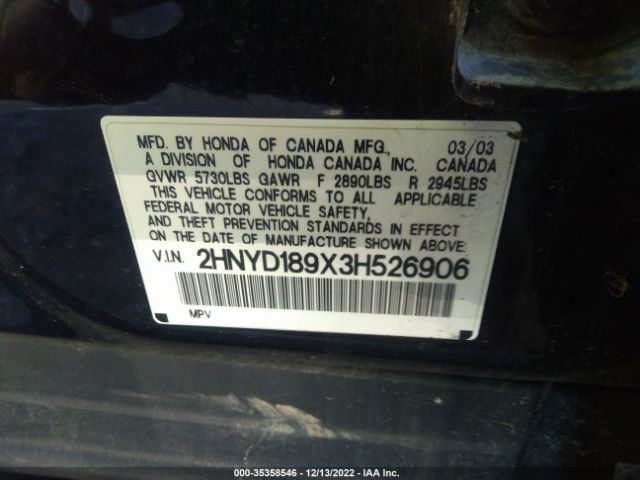 MFD. BY HONDA OF CANADA MFG., 03/03
A DIVISION OF HONDA CANADA INC. CANADA
GVWR 5730LBS GAWR F 2890LBS R 2945LBS
THIS VEHICLE CONFORMS TO ALL APPLICABLE
FEDERAL MOTOR VEHICLE SAFETY,
AND THEFT PREVENTION STANDARDS IN EFFECT
ON THE DATE OF MANUFACTURE SHOWN ABOVE.
V.I.N. 2HNYD189X3H526906
MPV
000-35358546 - 12/13/2022 - IAA Inc.